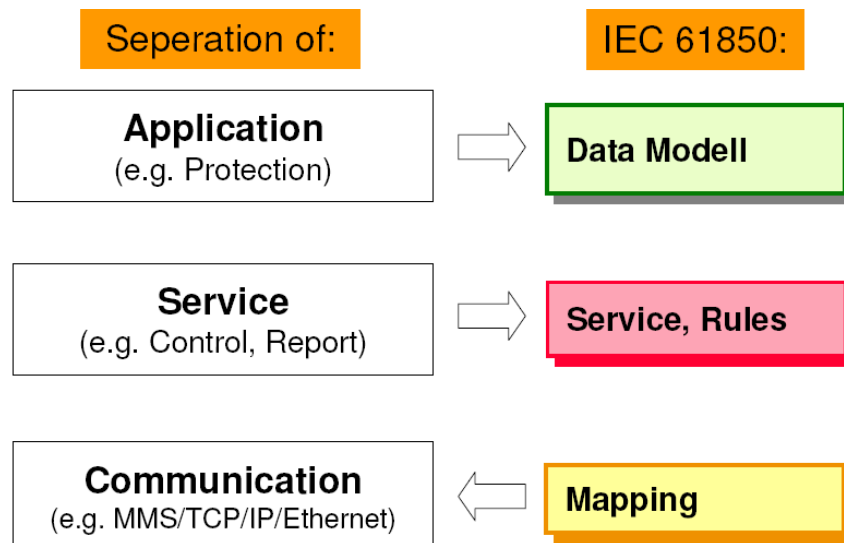 Seperation of:
IEC 61850:
Application
(e.g. Protection)
Data Modell
Service
(e.g. Control, Report)
Service, Rules
Communication
(e.g. MMS/TCP/IP/Ethernet)
Mapping